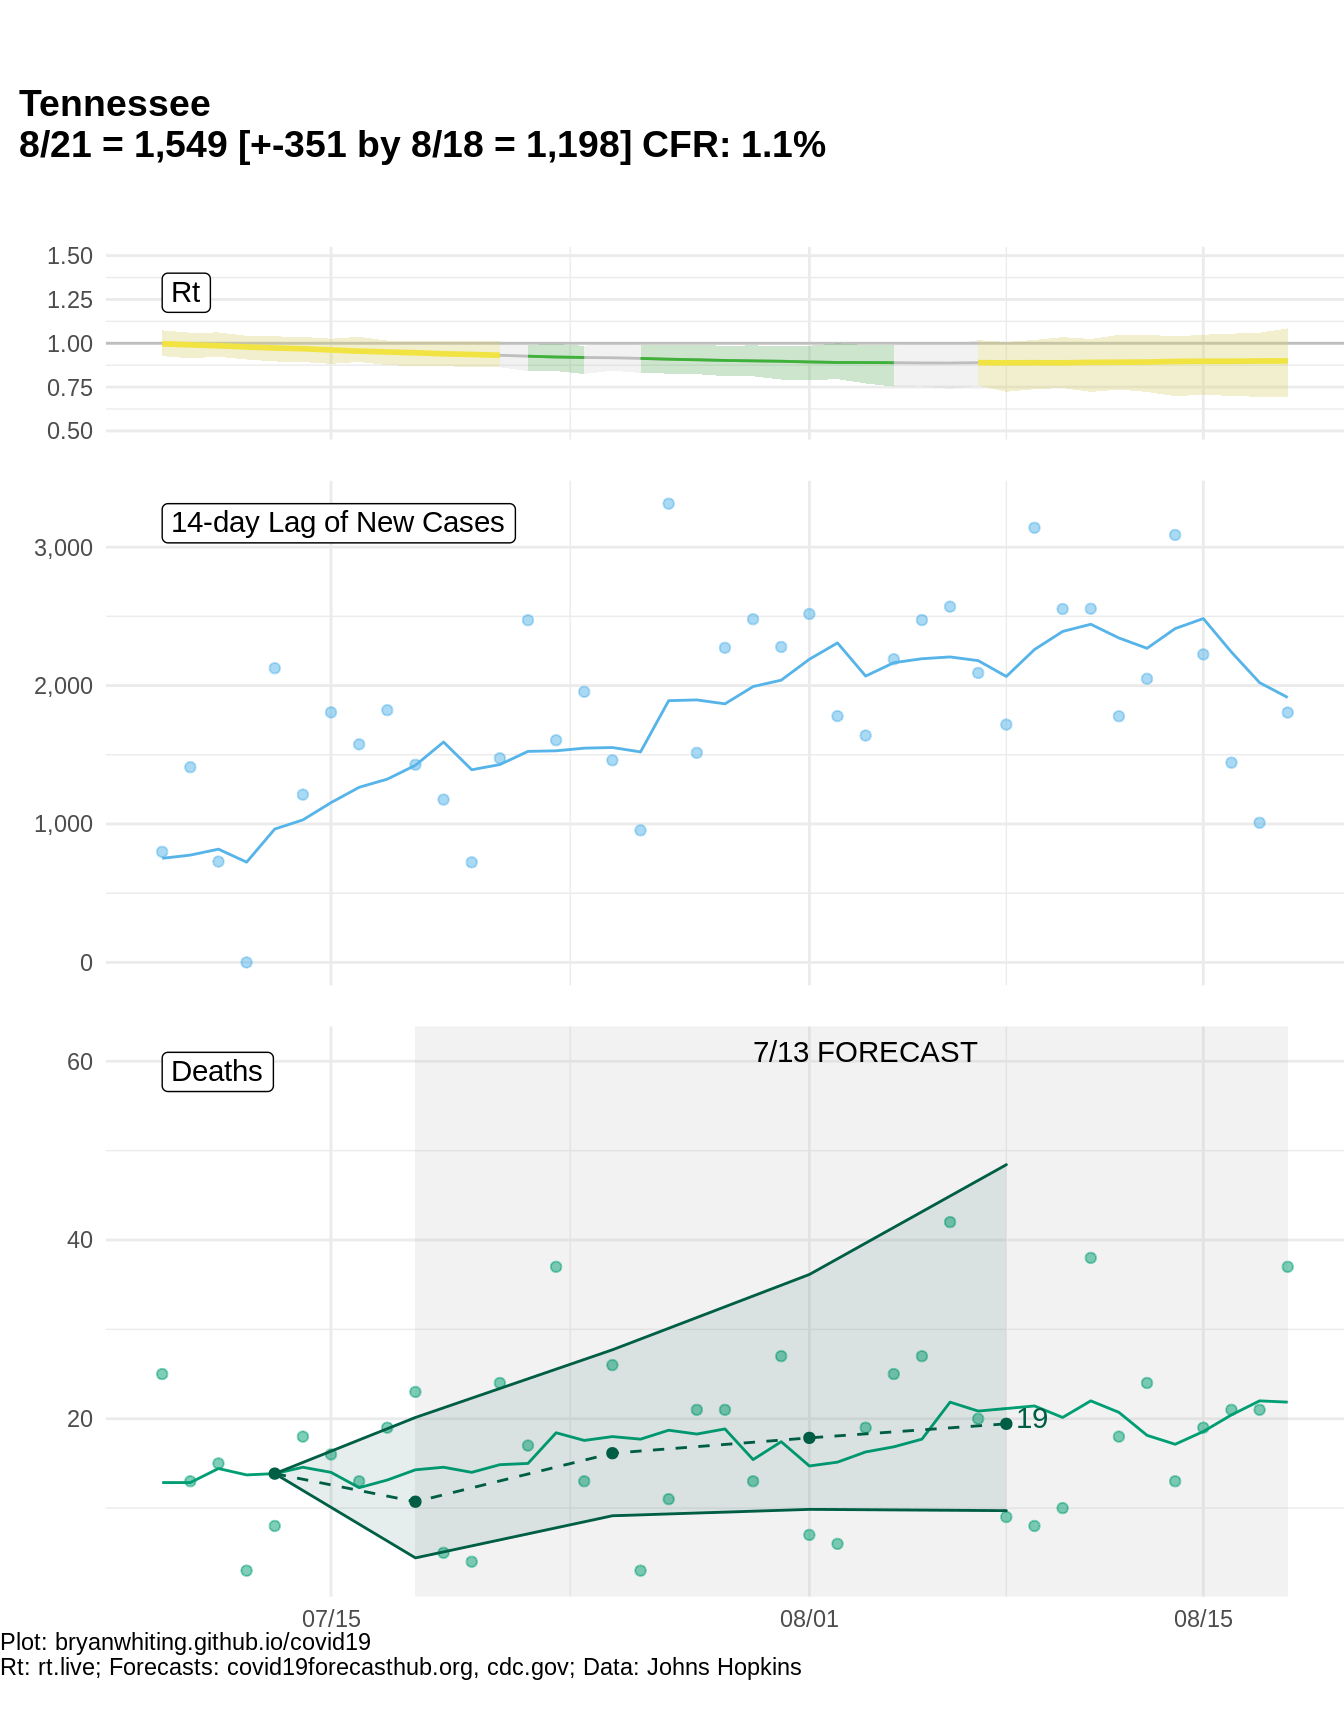 Tennessee
8/21 = 1,549 [+-351 by 8/18 = 1,198] CFR: 1.1%
1.50
Rt
1.25
1.00
0.75
0.50
14-day Lag of New Cases
3,000
2,000
1,000
0
7/13 FORECAST
60
Deaths
40
20
19
07/15
08/01
08/15
Plot: bryanwhiting.github.io/covid19
Rt: rt.live; Forecasts: covid19forecasthub.org, cdc.gov; Data: Johns Hopkins